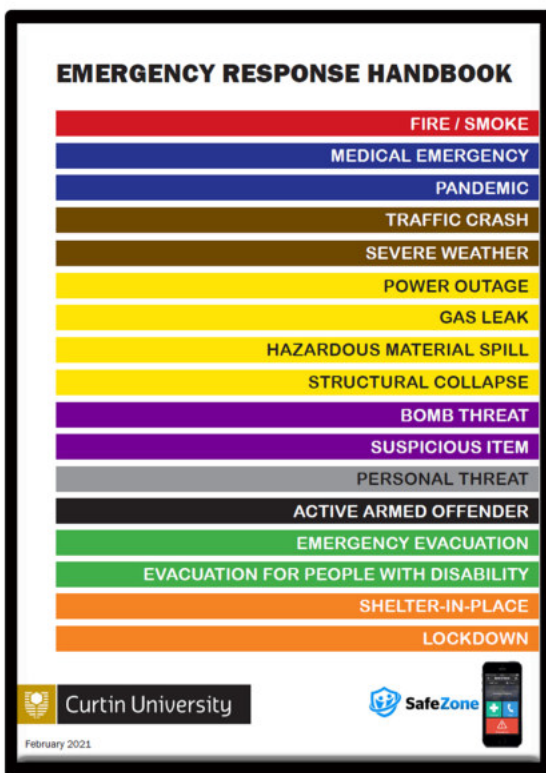 EMERGENCY RESPONSE HANDBOOK
FIRE / SMOKE
MEDICAL EMERGENCY
PANDEMIC
TRAFFIC CRASH
SEVERE WEATHER
POWER OUTAGE
GAS LEAK
HAZARDOUS MATERIAL SPILL
STRUCTURAL COLLAPSE
BOMB THREAT
SUSPICIOUS ITEM
PERSONAL THREAT
ACTIVE ARMED OFFENDER
EMERGENCY EVACUATION
EVACUATION FOR PEOPLE WITH DISABILITY
SHELTER-IN-PLACE
LOCKDOWN
Curtin University
SafeZone
February 2021